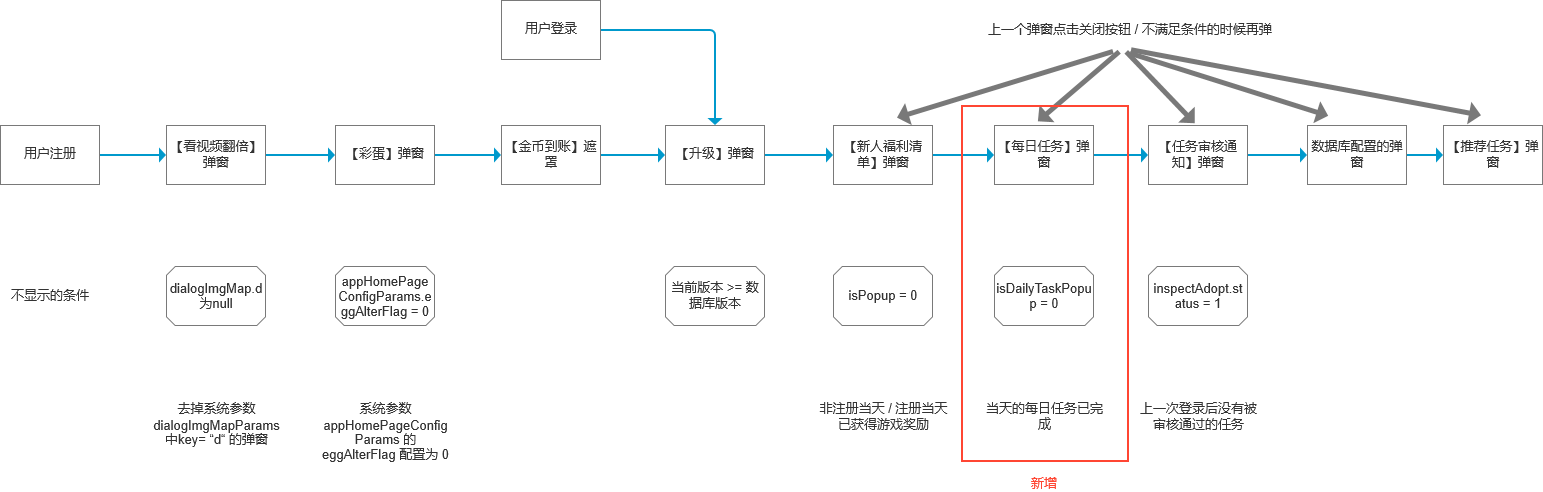 用户登录
上一个弹窗点击关闭按钮 / 不满足条件的时候再弹
用户注册
【看视频翻倍】
弹窗
【彩蛋】弹窗
【金币到账】遮
罩
【升级】弹窗
【新人福利清
单】弹窗
【每日任务】弹
窗
【任务审核通
知】弹窗
数据库配置的弹
窗
【推荐任务】弹
窗
不显示的条件
dialogImgMap.d
为null
appHomePage
ConfigParams.e
ggAlterFlag = 0
当前版本 >= 数
据库版本
isPopup = 0
isDailyTaskPopu
p = 0
inspectAdopt.st
atus = 1
去掉系统参数
dialogImgMapParams
中key= “d“ 的弹窗
系统参数
appHomePageConfig
Params 的
eggAlterFlag 配置为 0
非注册当天 / 注册当天
已获得游戏奖励
当天的每日任务已完
成
上一次登录后没有被
审核通过的任务
新增